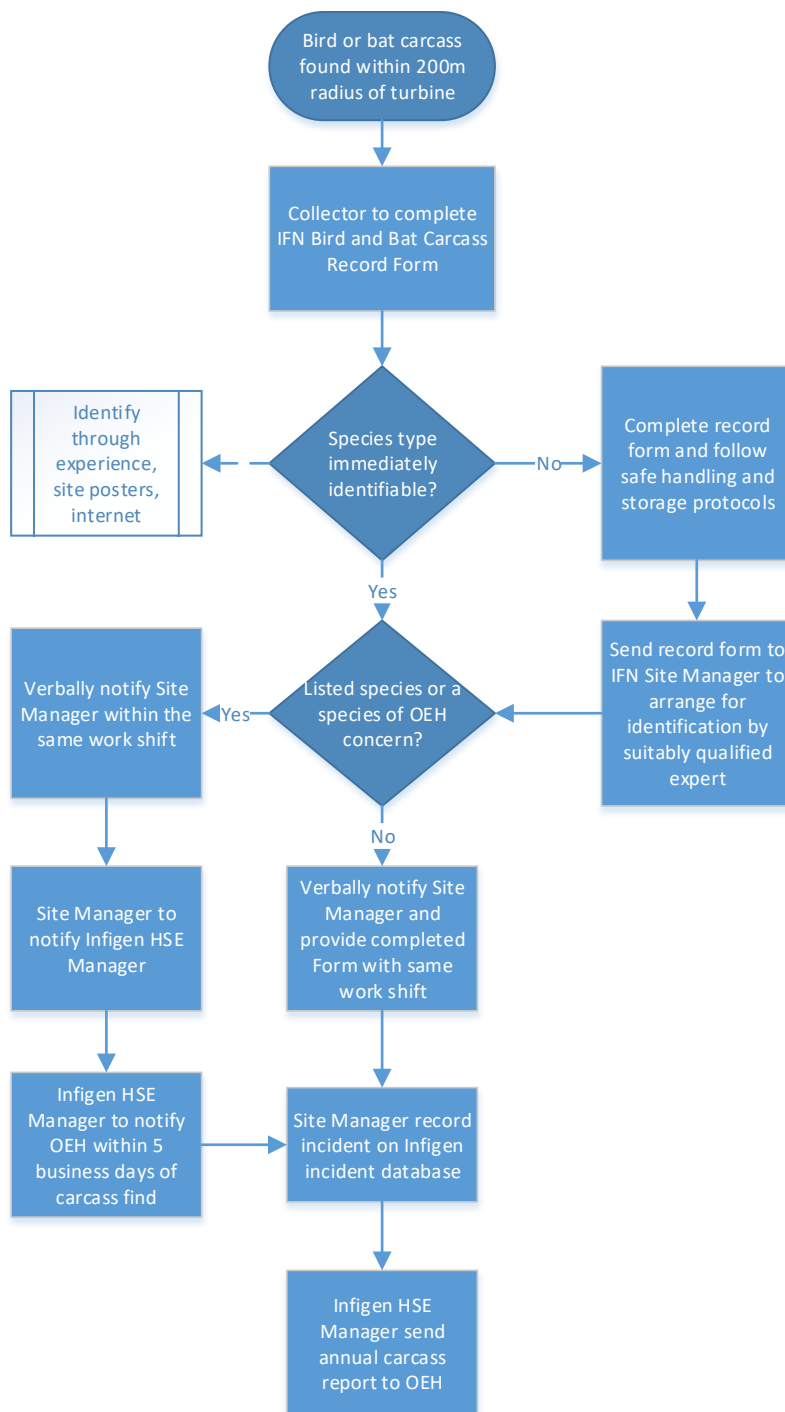 Bird or bat carcass
found within 200m
radius of turbine
Collector to complete
IFN Bird and Bat Carcass
Record Form
Identify
through
experience,
site posters,
internet
Species type
immediately
identifiable?
No
Complete record
form and follow
safe handling and
storage protocols
Yes
Verbally notify Site
Manager within the
same work shift
Yes
Listed species or a
species of OEH
concern?
Send record form to
IFN Site Manager to
arrange for
identification by
suitably qualified
expert
No
Site Manager to
notify Infigen HSE
Manager
Verbally notify Site
Manager and
provide completed
Form with same
work shift
Infigen HSE
Manager to notify
OEH within 5
business days of
carcass find
Site Manager record
incident on Infigen
incident database
Infigen HSE
Manager send
annual carcass
report to OEH